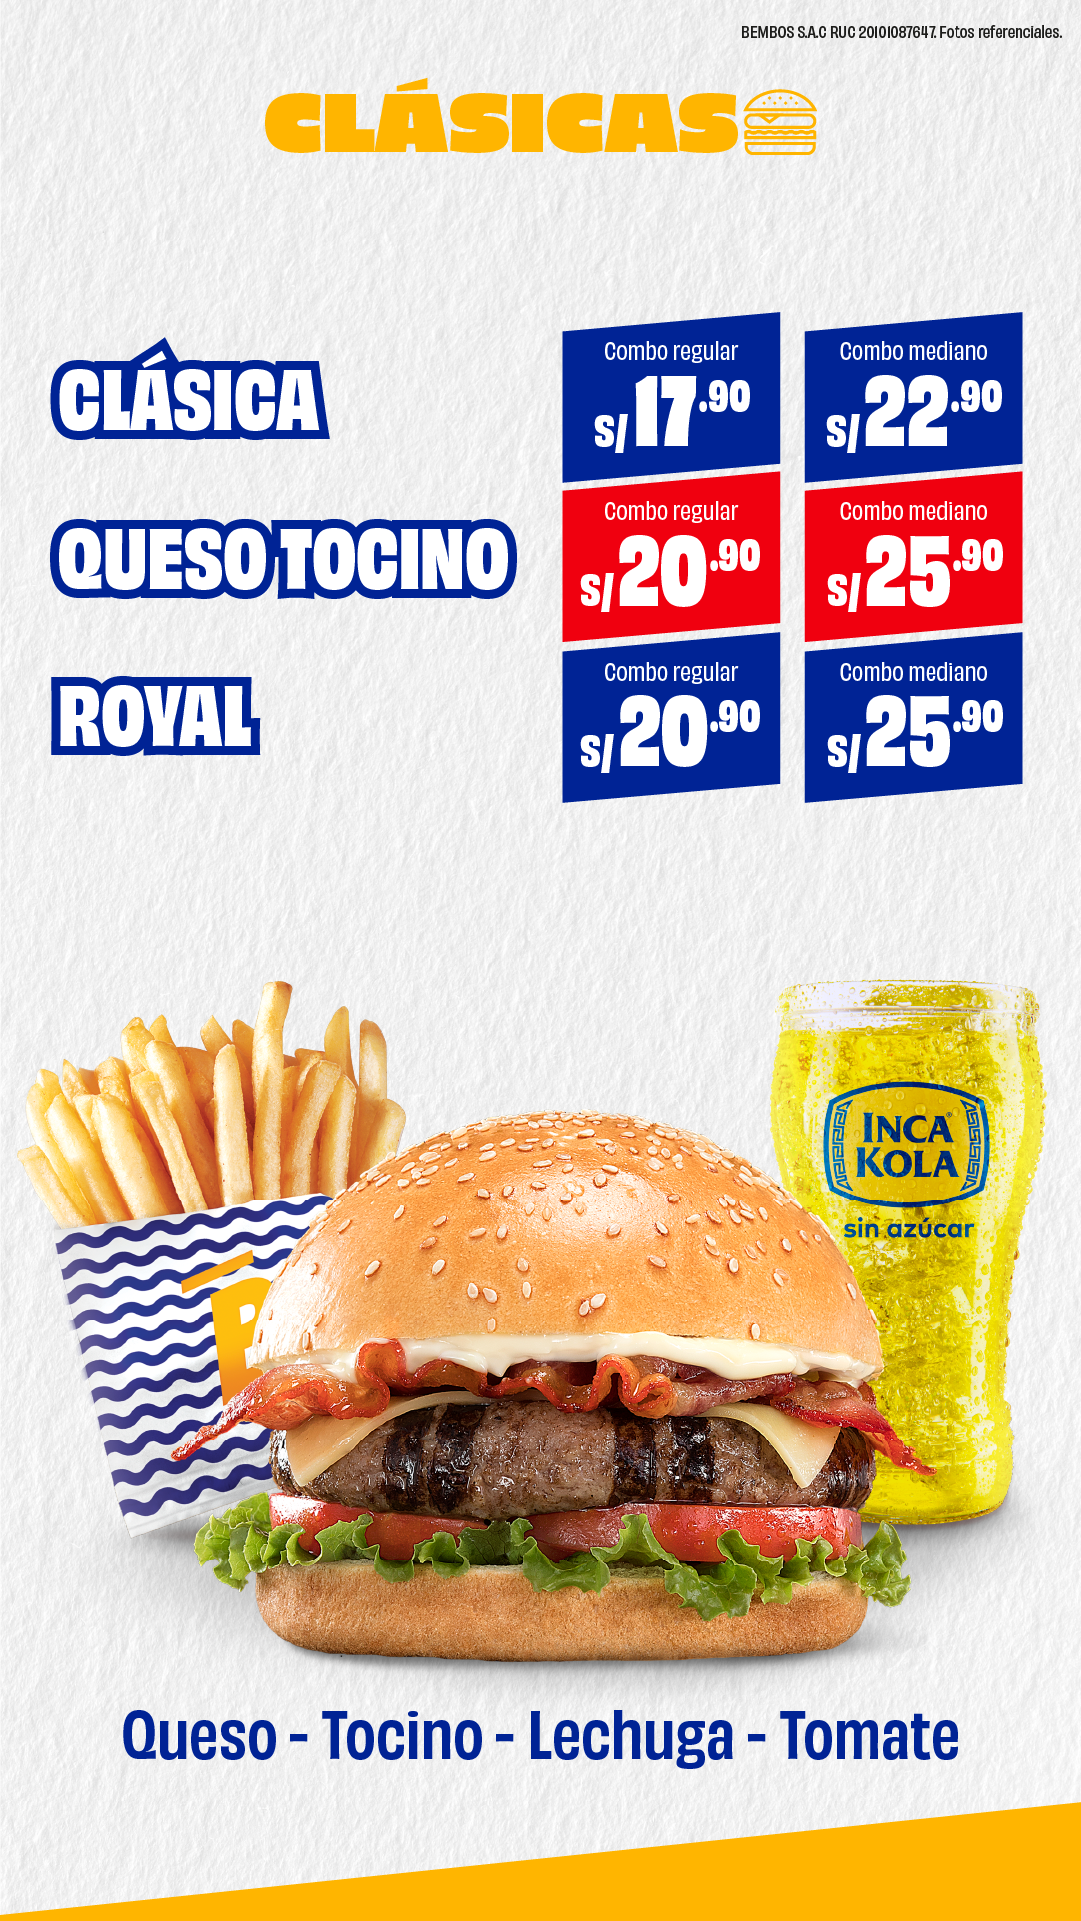 BEMBOS S.A.C RUC 20101087647. Fotos referenciales.
CLÁSICAS
CLÁSICA
Combo regular
S/17.90
Combo mediano
S/22.90
QUESO TOCINO
Combo regular
S/20.90
Combo mediano
S/25.90
ROYAL
Combo regular
S/20.90
Combo mediano
S/25.90
INCA
KOLA
sin azúcar
B
Queso - Tocino - Lechuga - Tomate